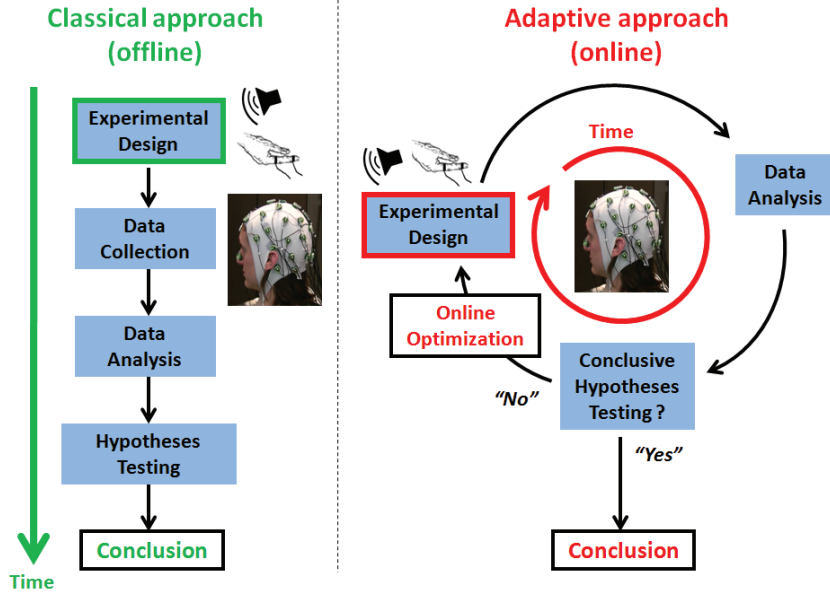 Classical approach
(offline)
Experimental
Design
Data
Collection
Data
Analysis
Hypotheses
Testing
Conclusion
Time
Adaptive approach
(online)
Time
Experimental
Design
Data
Analysis
Online
Optimization
Conclusive
Hypotheses
Testing ?
“No”
“Yes”
Conclusion